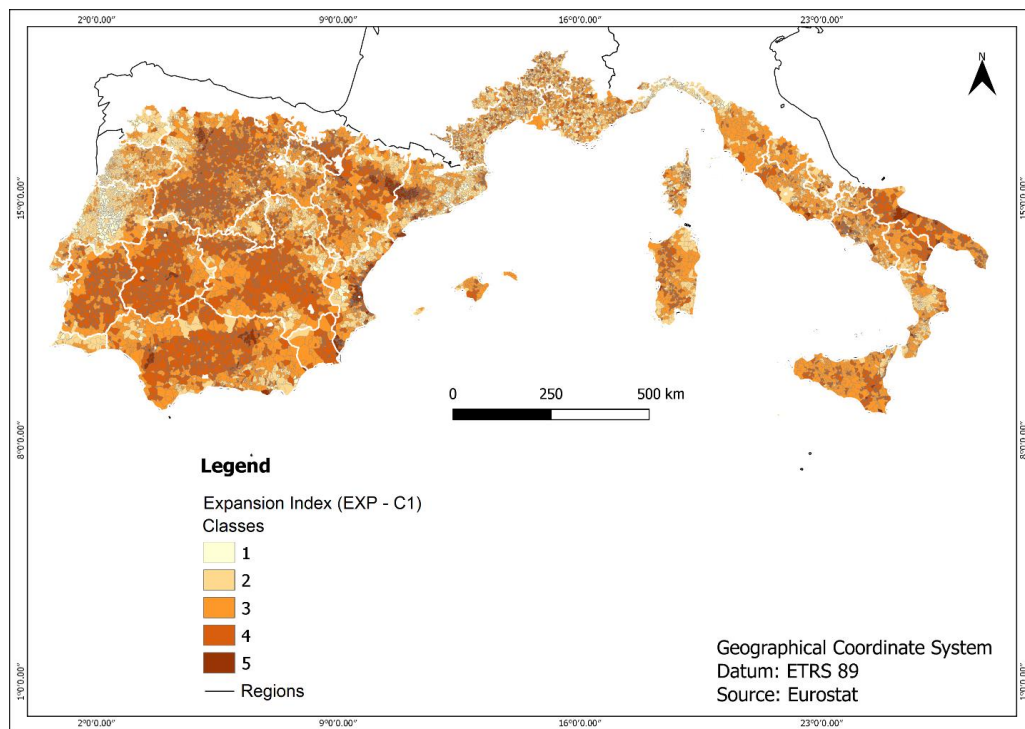 2°0'0.00″ 9°0'0.00″ 16°0'0.00″ 23°0'0.00″
N
15°0'0.00″ 15°0'0.00″
0 250 500 km
8°0'0.00″ 8°0'0.00″
Legend
Expansion Index (EXP - C1)
Classes
1
2
3
4
5
Regions
Geographical Coordinate System
Datum: ETRS 89
Source: Eurostat
1°0'0.00″ 1°0'0.00″
2°0'0.00″ 9°0'0.00″ 16°0'0.00″ 23°0'0.00″